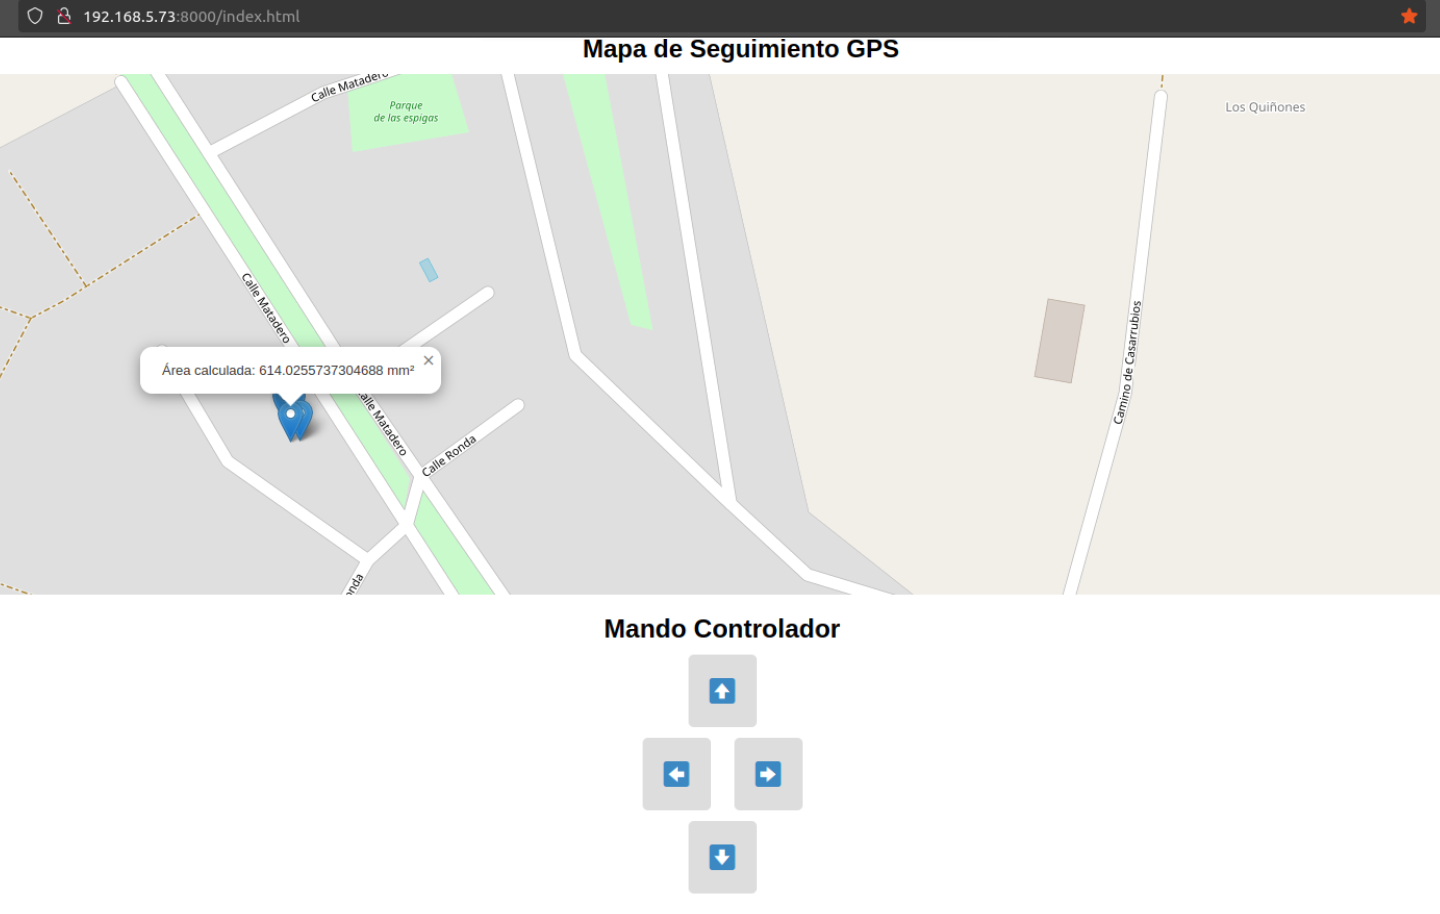 192.168.5.73:8000/index.html
Mapa de Seguimiento GPS
Calle Matadero
Parque
de las espigas
Los Quiñones
Calle Matadero
Camino de Casarrubios
Área calculada: 614.0255737304688 mm² ×
Calle Matadero
Calle Ronda
onda
Mando Controlador